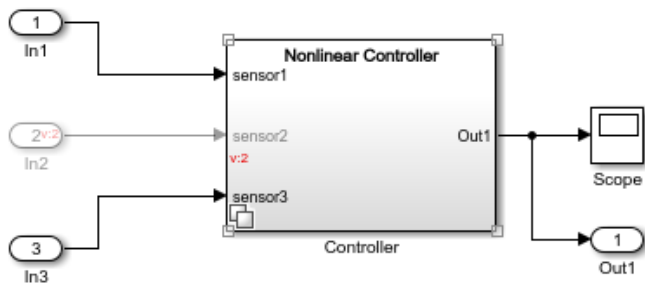 1
In1
Nonlinear Controller
sensor1
2v:2
In2
sensor2
v:2
Out1
sensor3
Controller
Scope
3
In3
1
Out1